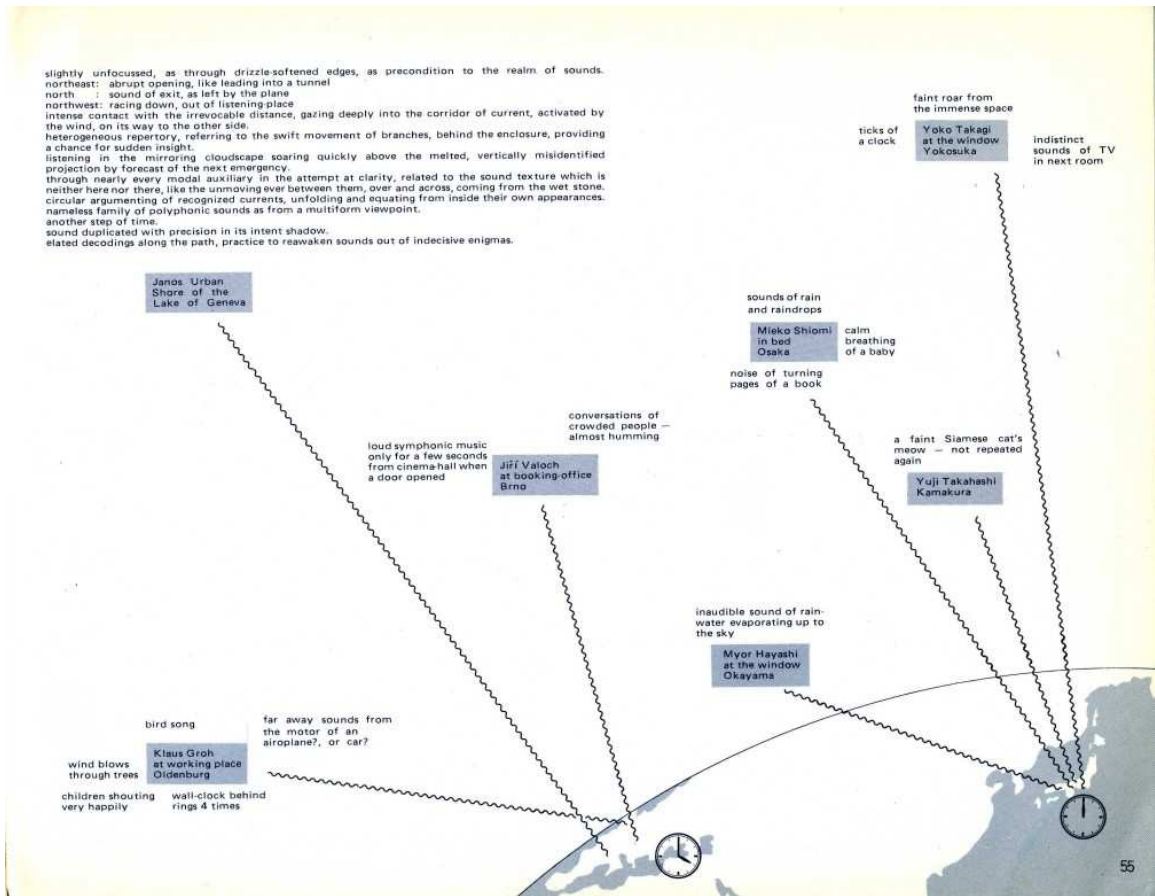 slightly unfocussed, as through drizzle-softened edges, as precondition to the realm of sounds.
northeast: abrupt opening, like leading into a tunnel
north : sound of exit, as left by the plane
northwest: racing down, out of listening-place
intense contact with the irrevocable distance, gazing deeply into the corridor of current, activated by
the wind, on its way to the other side.
heterogeneous repertory, referring to the swift movement of branches, behind the enclosure, providing
a chance for sudden insight.
listening in the mirroring cloudscape soaring quickly above the melted, vertically misidentified
projection by forecast of the next emergency.
through nearly every modal auxiliary in the attempt at clarity, related to the sound texture which is
neither here nor there, like the unmoving ever between them, over and across, coming from the wet stone.
circular argumenting of recognized currents, unfolding and equating from inside their own appearances.
nameless family of polyphonic sounds as from a multiform viewpoint.
another step of time.
sound duplicated with precision in its intent shadow.
elated decodings along the path, practice to reawaken sounds out of indecisive enigmas.
Janos Urban
Shore of the
Lake of Geneva
faint roar from
the immense space
ticks of
a clock
Yoko Takagi
at the window
Yokosuka
indistinct
sounds of TV
in next room
sounds of rain
and raindrops
Mieko Shiomi
in bed
Osaka
calm
breathing
of a baby
noise of turning
pages of a book
conversations of
crowded people —
almost humming
loud symphonic music
only for a few seconds
from cinema-hall when
a door opened
Jiří Valoch
at booking-office
Brno
a faint Siamese cat's
meow — not repeated
again
Yuji Takahashi
Kamakura
inaudible sound of rain-
water evaporating up to
the sky
Myor Hayashi
at the window
Okayama
bird song
far away sounds from
the motor of an
airoplane?, or car?
Klaus Groh
at working place
Oldenburg
wind blows
through trees
children shouting
very happily
wall-clock behind
rings 4 times
55